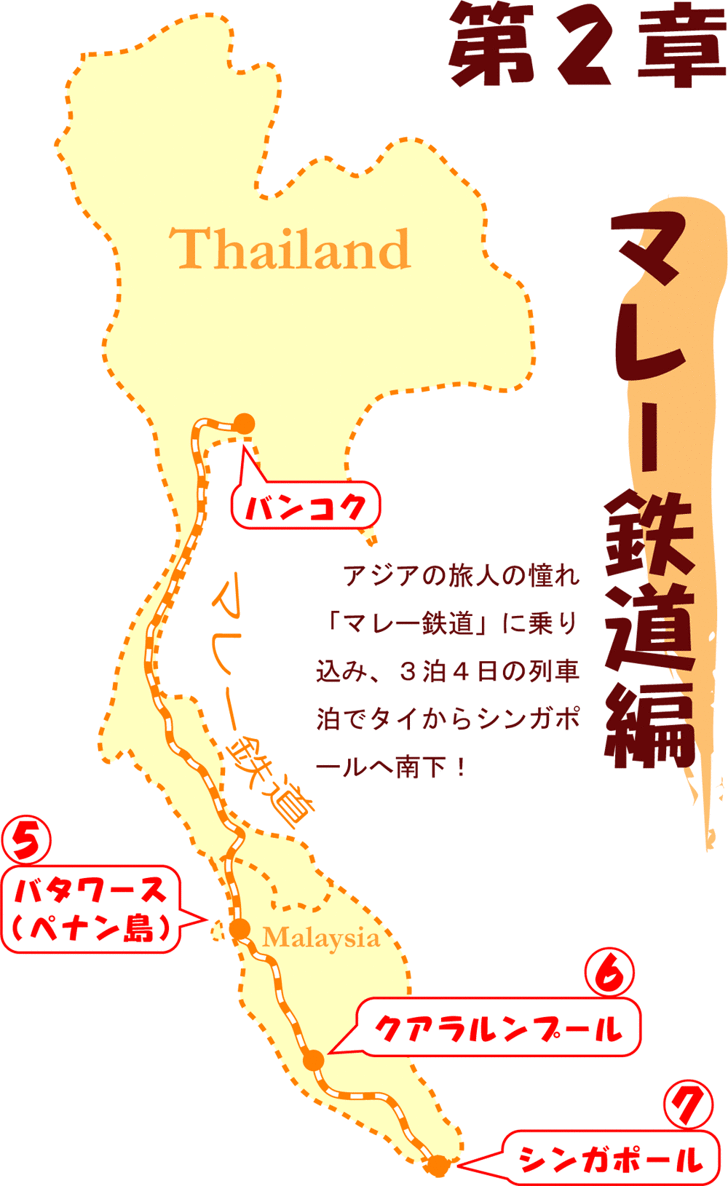 第2章
マレー鉄道編
Thailand
バンコク
マレー鉄道
アジアの旅人の憧れ
「マレー鉄道」に乗り
込み、３泊４日の列車
泊でタイからシンガポ
ールへ南下！
⑤
バタワース
(ペナン島)
Malaysia
⑥
クアラルンプール
⑦
シンガポール